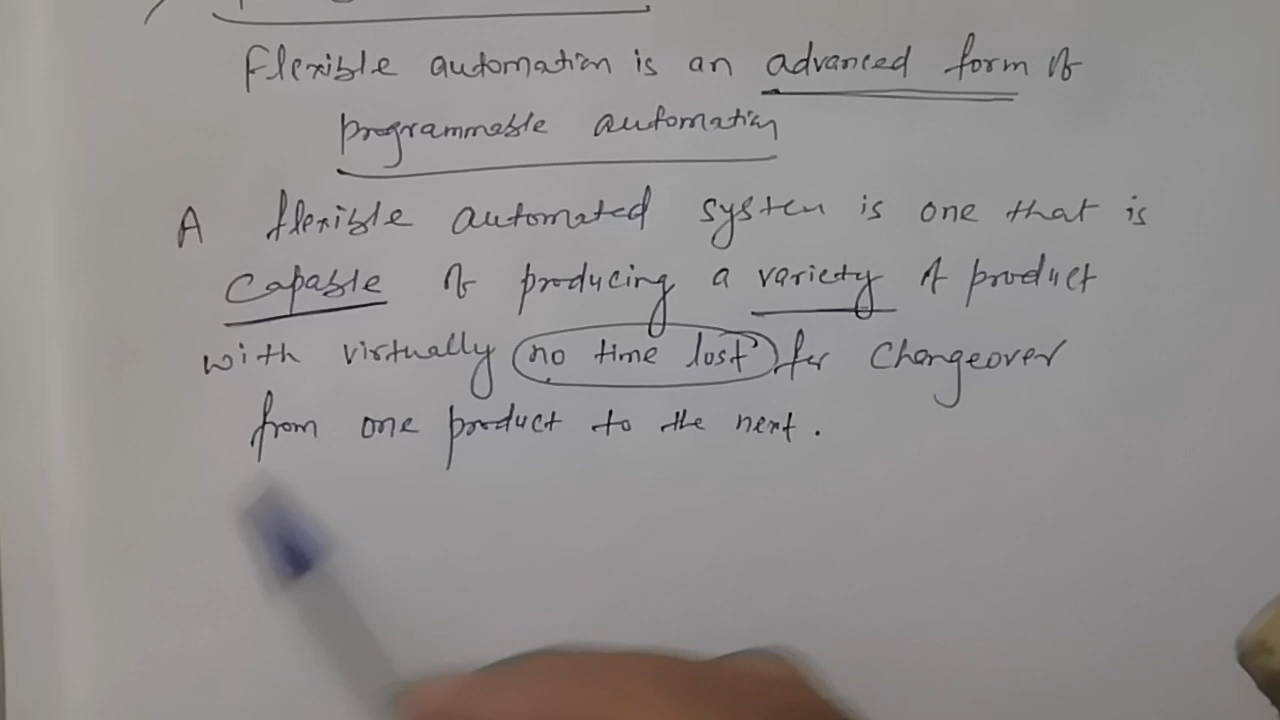 Flexible automation is an advanced form of
programmable automation
A flexible automated system is one that is
Capable of producing a variety of product
with virtually no time lost for changeover
from one product to the next.